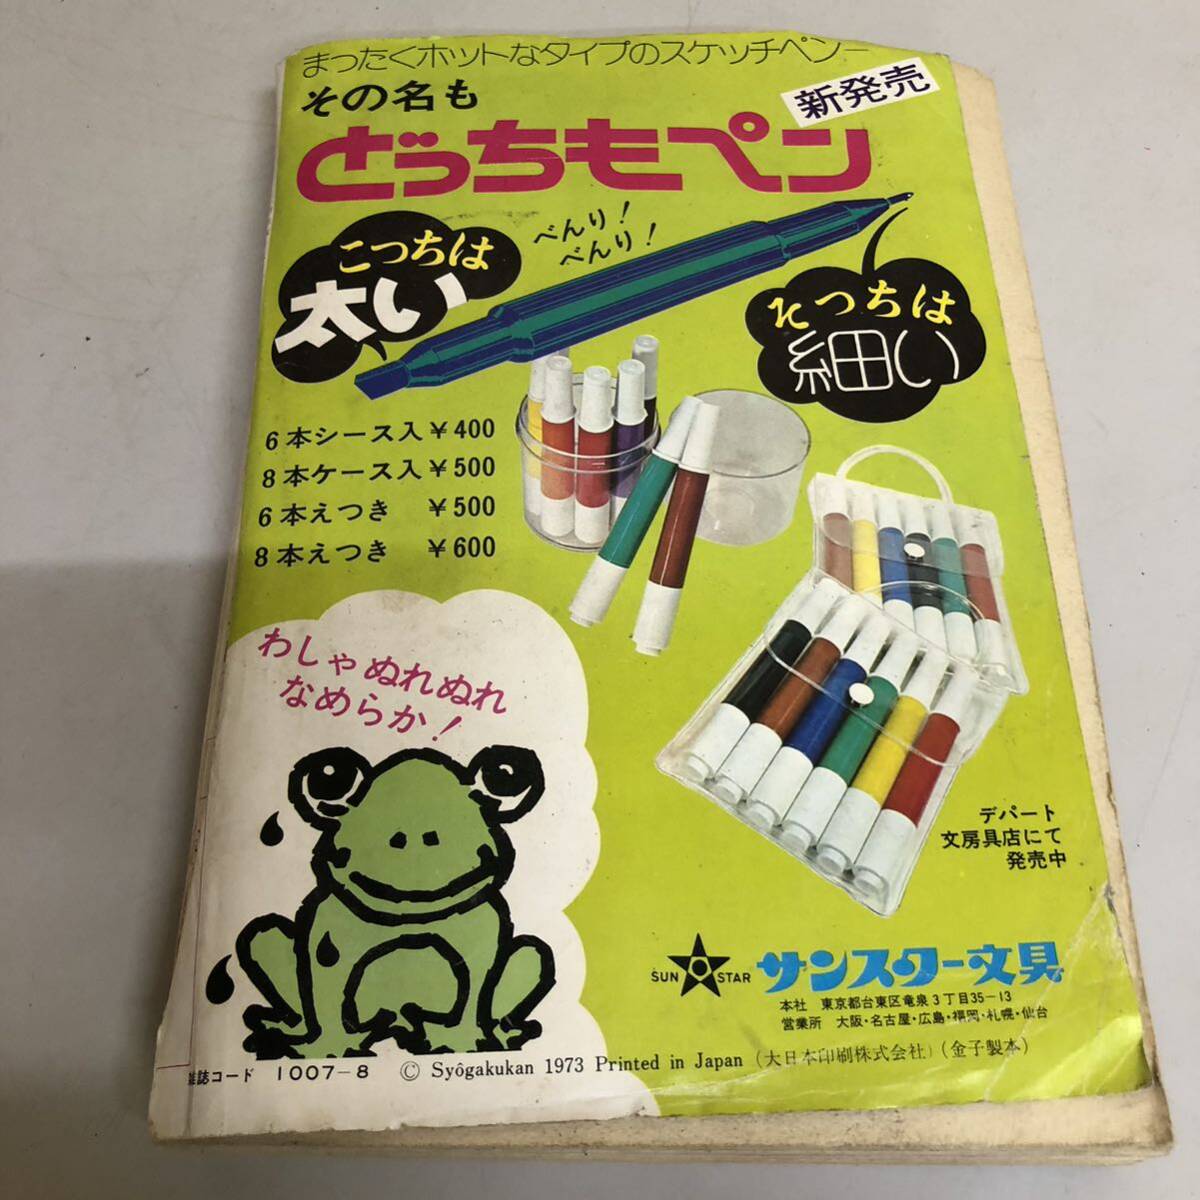 まったくホットなタイプのスケッチペン—
その名も
新発売
どっちもペン
べんり!
べんり!
こっちは
太い
そっちは
細い
6本シース入 ¥400
8本ケース入 ¥500
6本えつき ¥500
8本えつき ¥600
わしゃぬれぬれ
なめらか!
デパート
文房具店にて
発売中
SUN STAR サンスター文具
本社 東京都台東区竜泉3丁目35-13
営業所 大阪・名古屋・広島・福岡・札幌・仙台
雑誌コード 1007-8 © Syôgakukan 1973 Printed in Japan (大日本印刷株式会社) (金子製本)